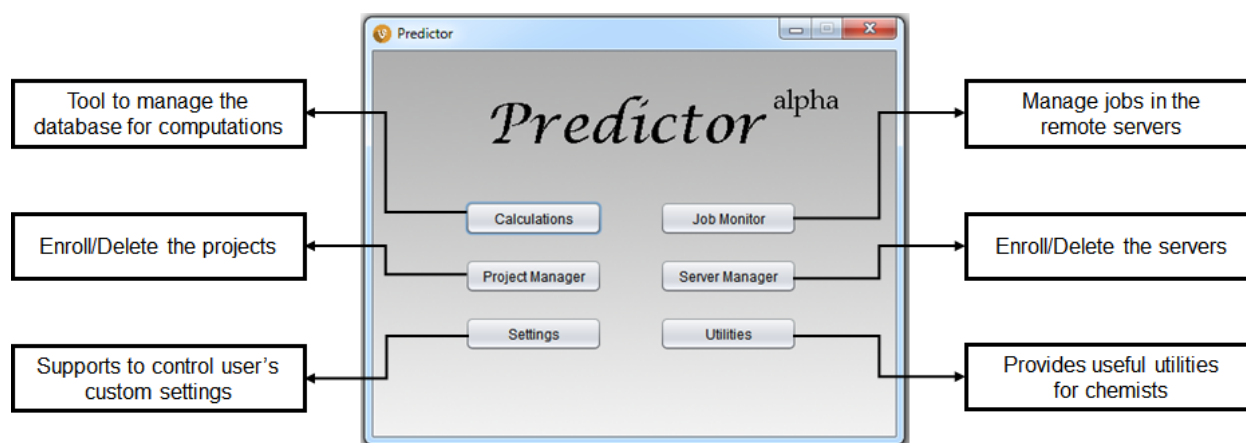 Predictor
Predictor alpha
Tool to manage the
database for computations
Manage jobs in the
remote servers
Calculations
Job Monitor
Enroll/Delete the projects
Enroll/Delete the servers
Project Manager
Server Manager
Settings
Utilities
Supports to control user’s
custom settings
Provides useful utilities
for chemists